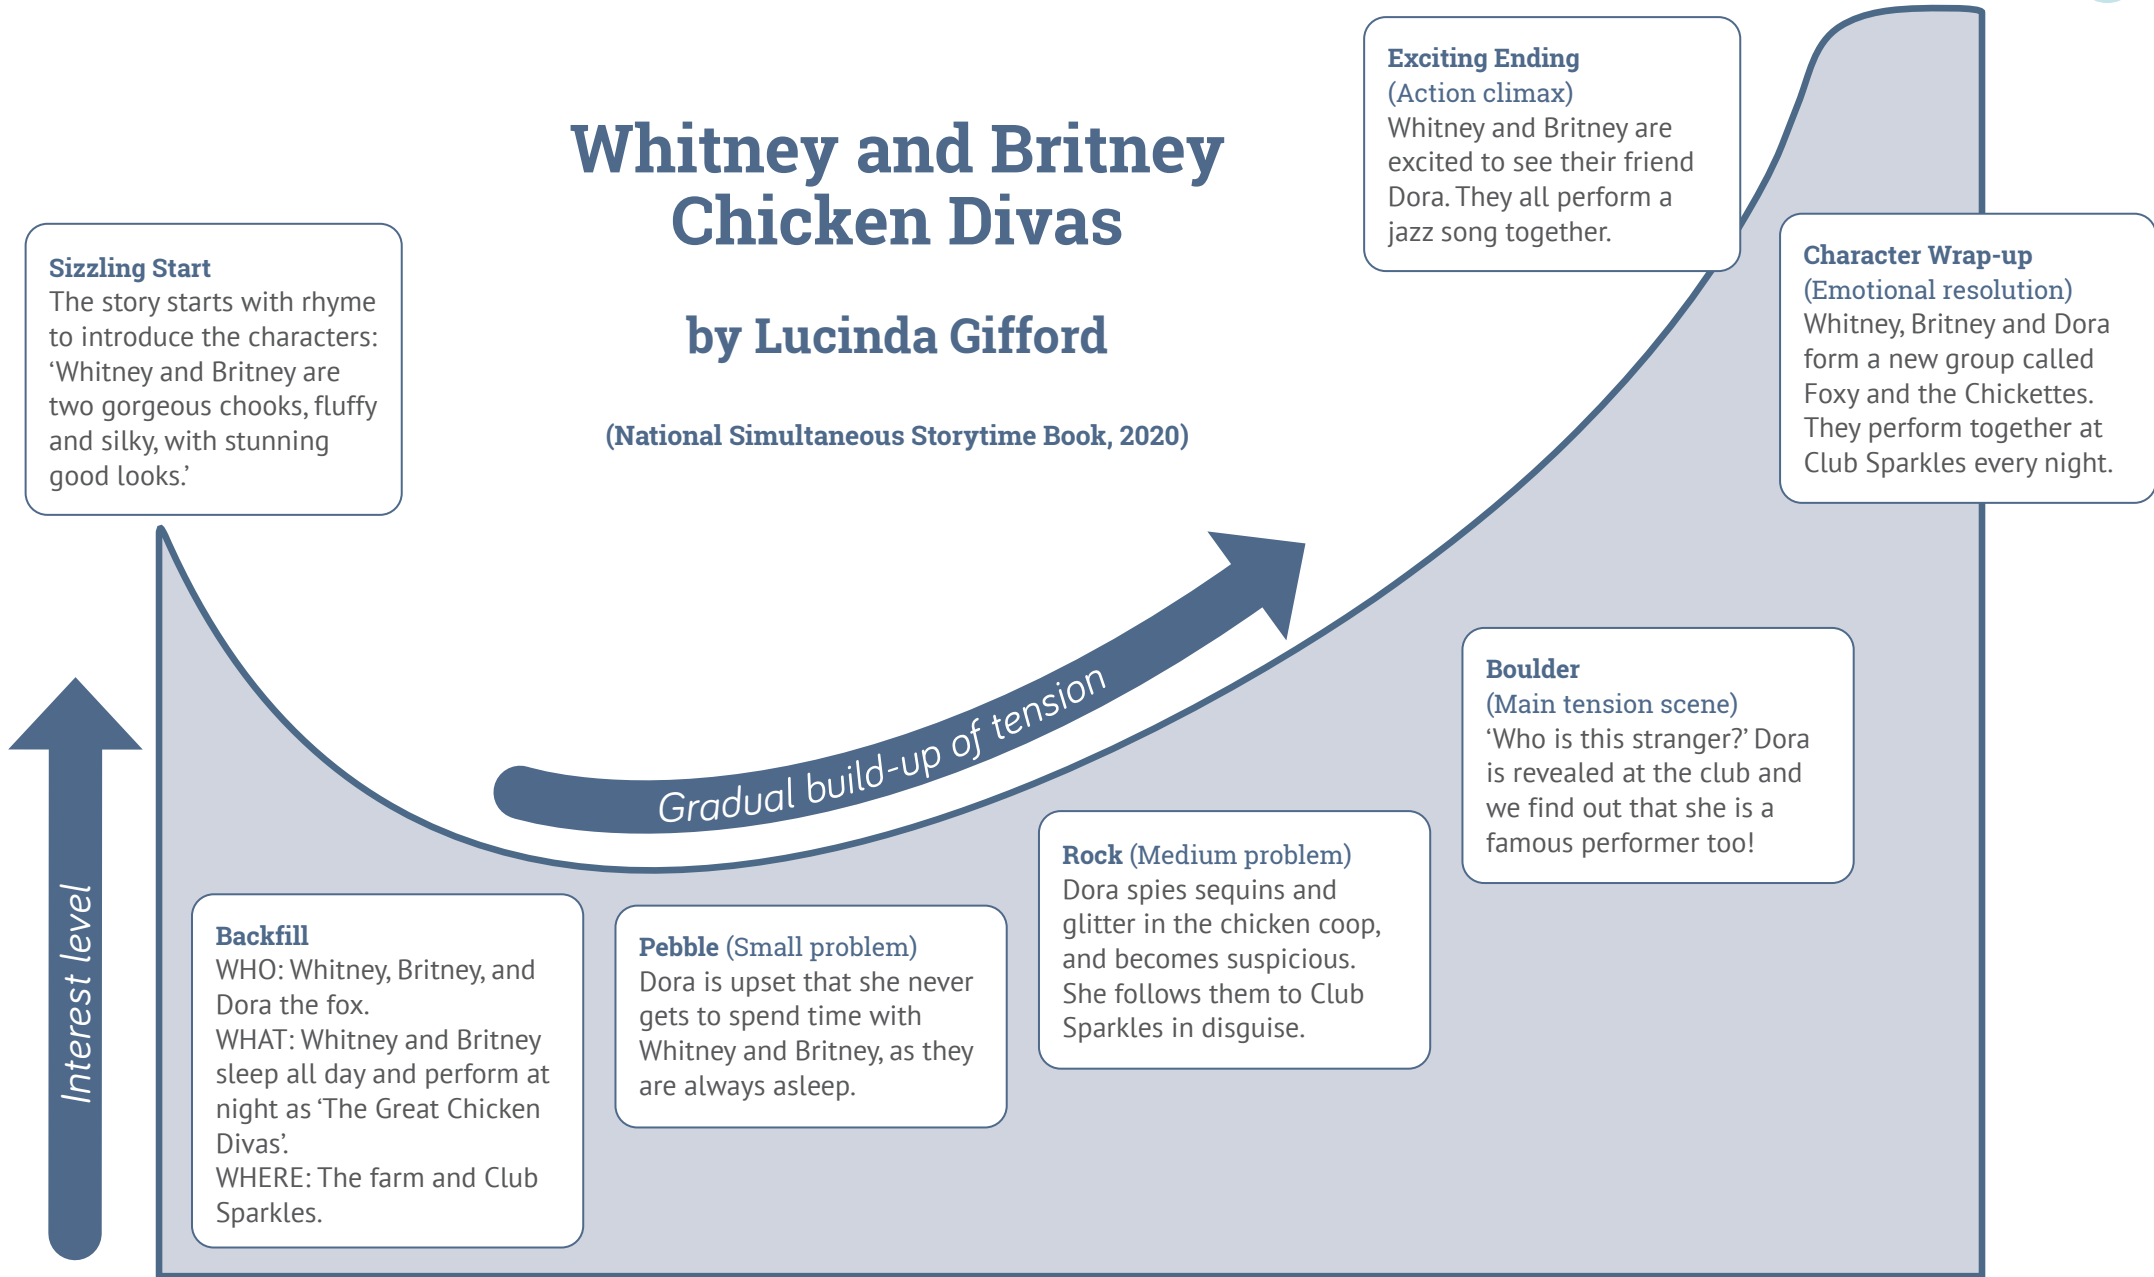 Whitney and Britney
Chicken Divas
by Lucinda Gifford
(National Simultaneous Storytime Book, 2020)
Sizzling Start
The story starts with rhyme
to introduce the characters:
‘Whitney and Britney are
two gorgeous chooks, fluffy
and silky, with stunning
good looks.’
Interest level
Backfill
WHO: Whitney, Britney, and
Dora the fox.
WHAT: Whitney and Britney
sleep all day and perform at
night as ‘The Great Chicken
Divas’.
WHERE: The farm and Club
Sparkles.
Gradual build-up of tension
Pebble (Small problem)
Dora is upset that she never
gets to spend time with
Whitney and Britney, as they
are always asleep.
Rock (Medium problem)
Dora spies sequins and
glitter in the chicken coop,
and becomes suspicious.
She follows them to Club
Sparkles in disguise.
Boulder
(Main tension scene)
‘Who is this stranger?’ Dora
is revealed at the club and
we find out that she is a
famous performer too!
Exciting Ending
(Action climax)
Whitney and Britney are
excited to see their friend
Dora. They all perform a
jazz song together.
Character Wrap-up
(Emotional resolution)
Whitney, Britney and Dora
form a new group called
Foxy and the Chickettes.
They perform together at
Club Sparkles every night.